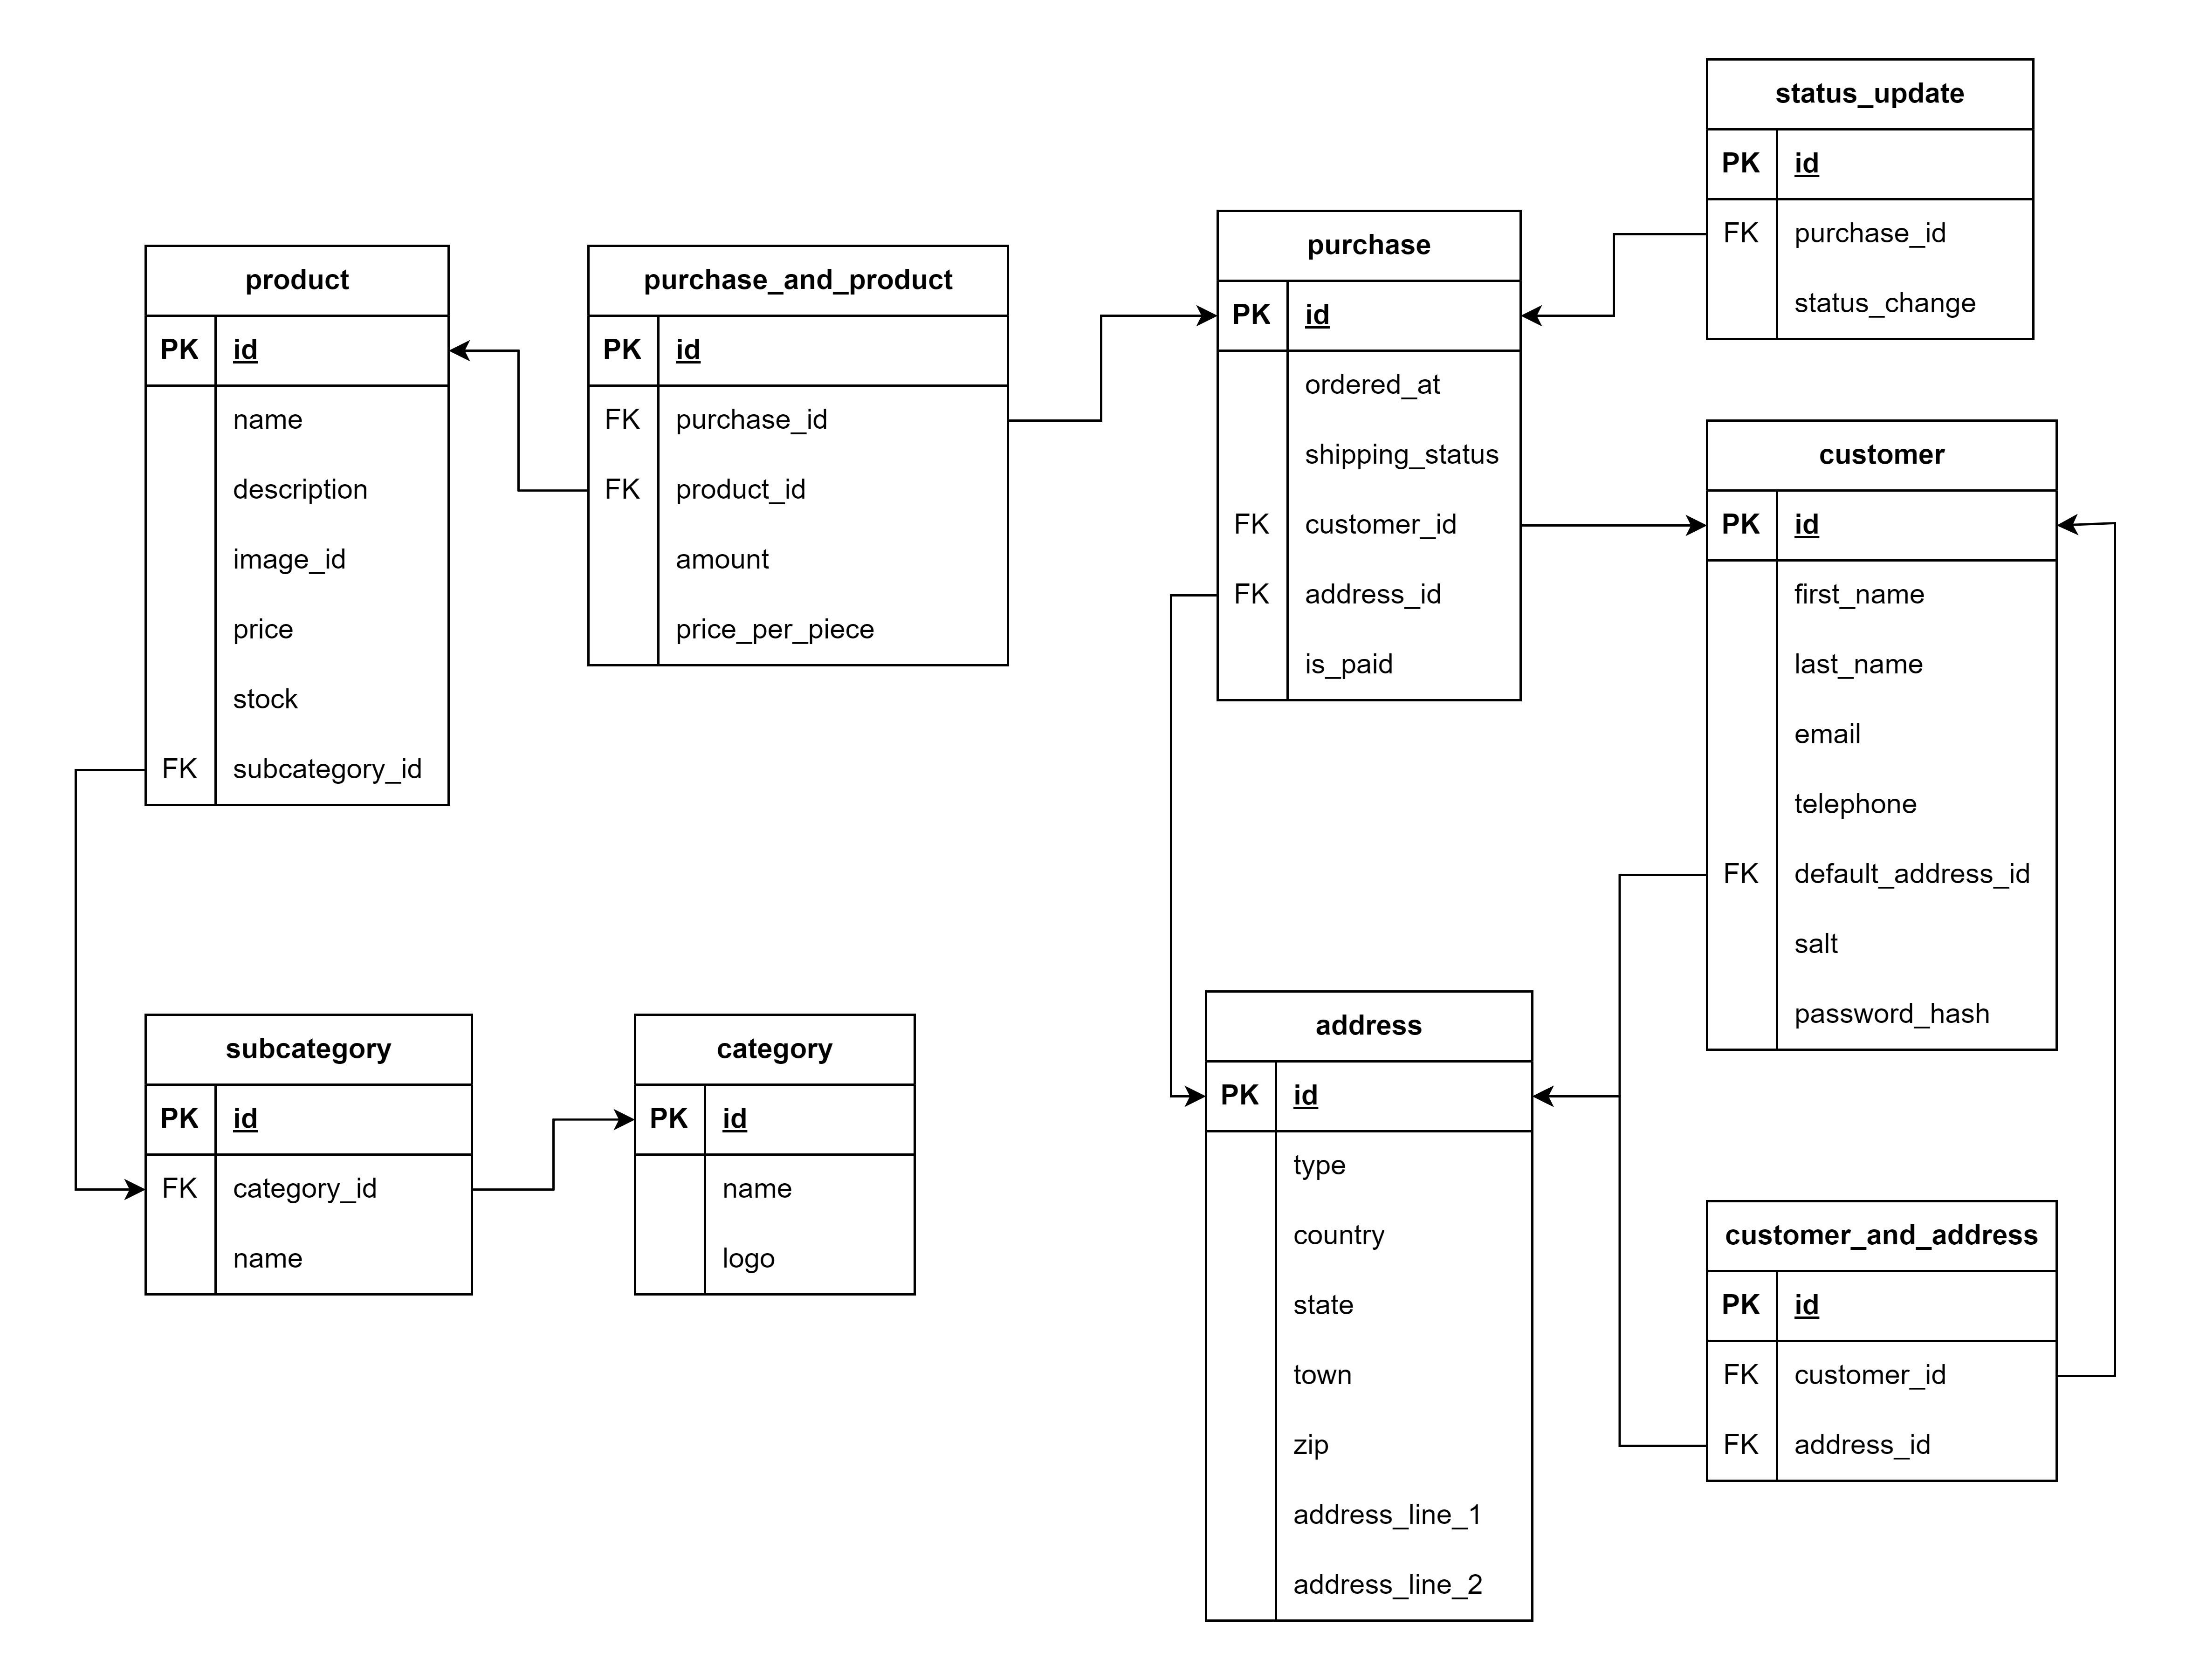 status_update
PK id
FK purchase_id
status_change
purchase
PK id
ordered_at
shipping_status
FK customer_id
FK address_id
is_paid
product
PK id
name
description
image_id
price
stock
FK subcategory_id
purchase_and_product
PK id
FK purchase_id
FK product_id
amount
price_per_piece
customer
PK id
first_name
last_name
email
telephone
FK default_address_id
salt
password_hash
subcategory
PK id
FK category_id
name
category
PK id
name
logo
address
PK id
type
country
state
town
zip
address_line_1
address_line_2
customer_and_address
PK id
FK customer_id
FK address_id